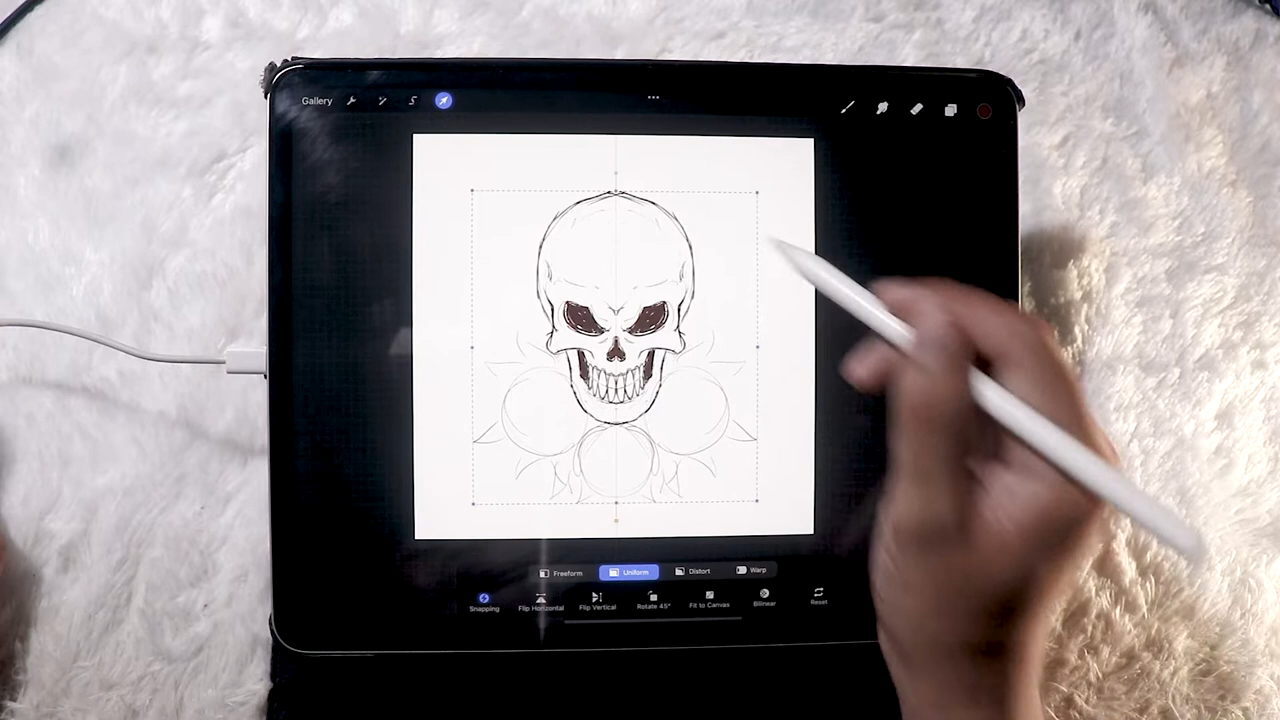 Gallery
Freeform Uniform Distort Warp
Snapping Flip Horizontal Flip Vertical Rotate 45° Fit to Canvas Bilinear Reset